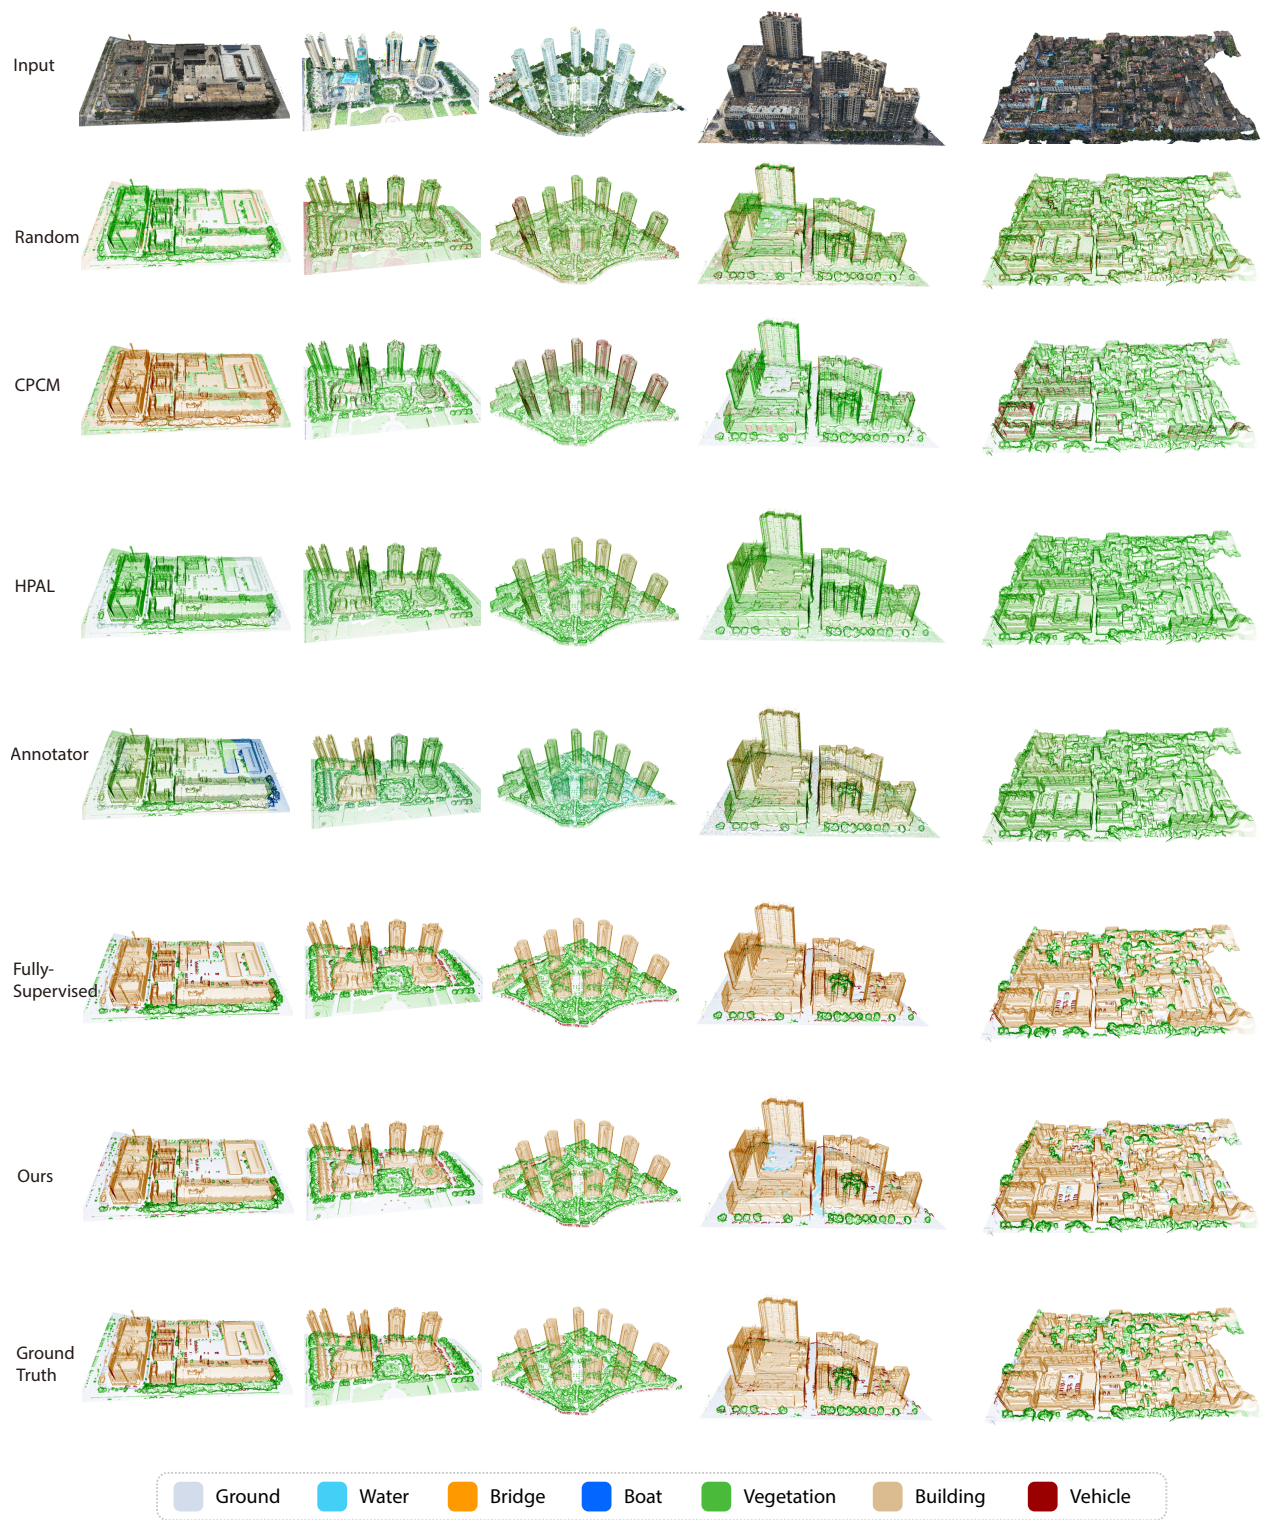 Input
Random
CPCM
HPAL
Annotator
Fully-
Supervised
Ours
Ground
Truth
Ground Water Bridge Boat Vegetation Building Vehicle